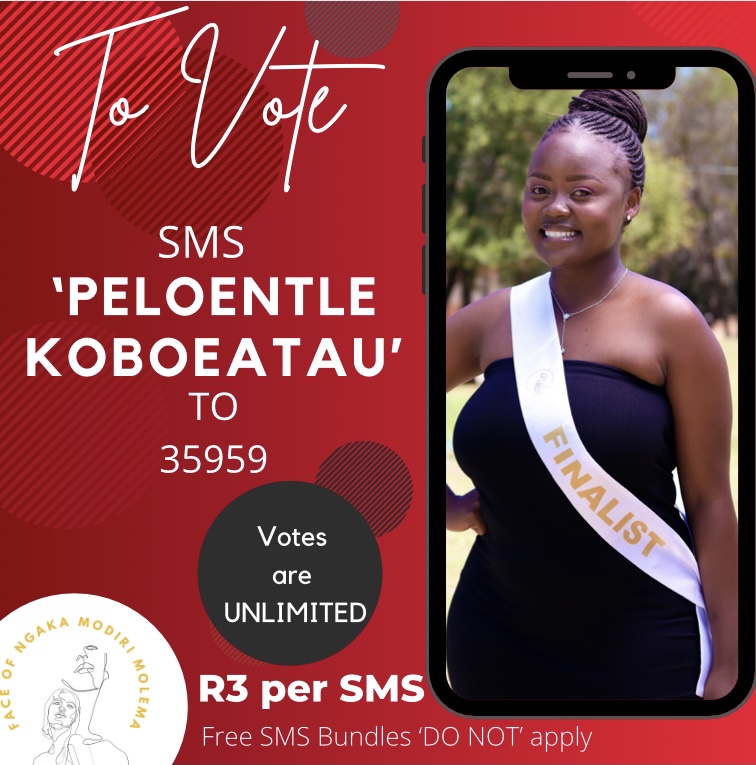 To Vote
SMS
‘PELOENTLE
KOBOEATAU’
TO
35959
Votes
are
UNLIMITED
FINALIST
FACE OF NGAKA MODIRI MOLEMA
R3 per SMS
Free SMS Bundles ‘DO NOT’ apply